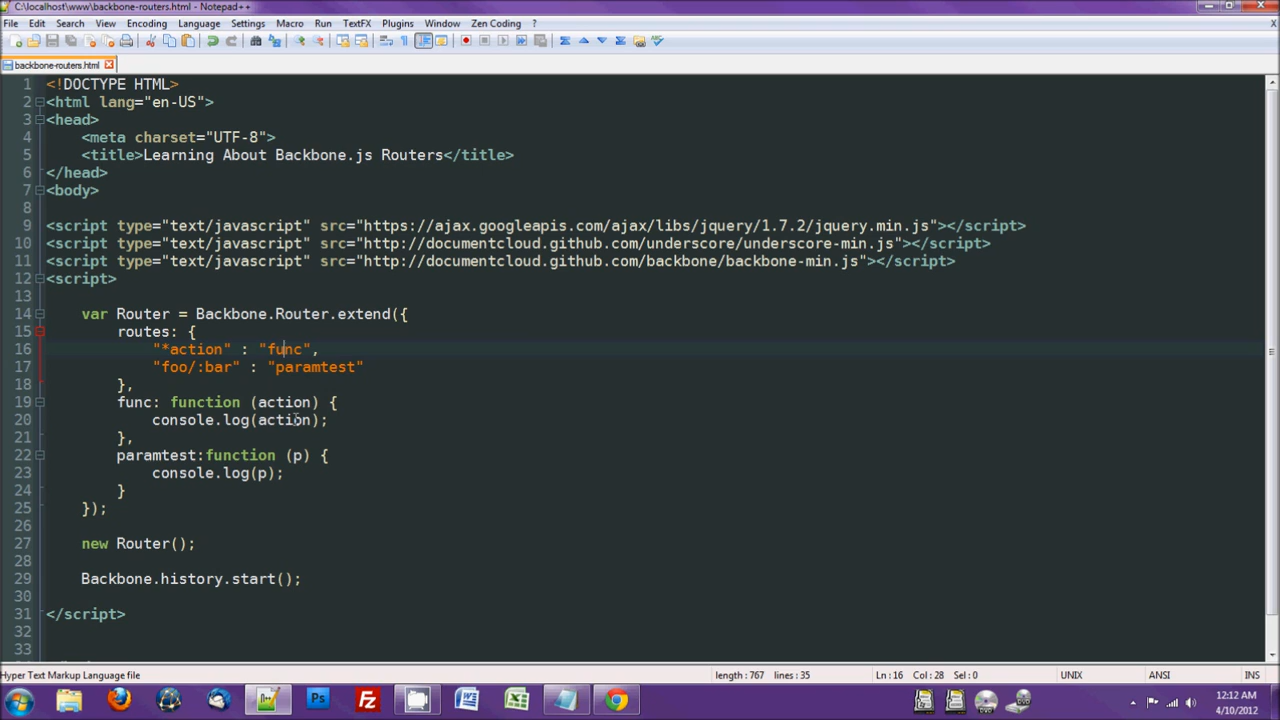 C:\localhost\www\backbone-routers.html - Notepad++
File Edit Search View Encoding Language Settings Macro Run TextFX Plugins Window Zen Coding ?
X
backbone-routers.html
1 <!DOCTYPE HTML>
2 <html lang="en-US">
3 <head>
4 <meta charset="UTF-8">
5 <title>Learning About Backbone.js Routers</title>
6 </head>
7 <body>
8
9 <script type="text/javascript" src="https://ajax.googleapis.com/ajax/libs/jquery/1.7.2/jquery.min.js"></script>
10 <script type="text/javascript" src="http://documentcloud.github.com/underscore/underscore-min.js"></script>
11 <script type="text/javascript" src="http://documentcloud.github.com/backbone/backbone-min.js"></script>
12 <script>
13
14 var Router = Backbone.Router.extend({
15 routes: {
16 "*action" : "func",
17 "foo/:bar" : "paramtest"
18 },
19 func: function (action) {
20 console.log(action);
21 },
22 paramtest:function (p) {
23 console.log(p);
24 }
25 });
26
27 new Router();
28
29 Backbone.history.start();
30
31 </script>
32
33
Hyper Text Markup Language file length : 767 lines : 35 Ln : 16 Col : 28 Sel : 0 UNIX ANSI INS
12:12 AM
4/10/2012